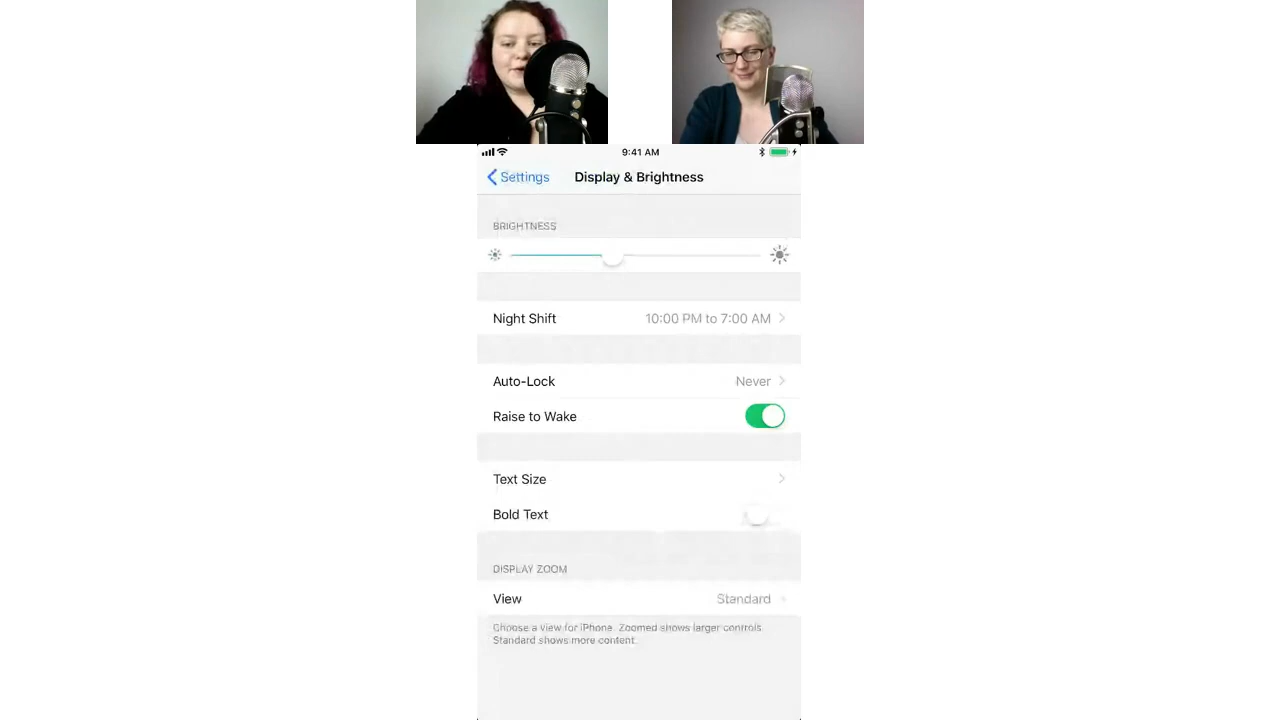 9:41 AM
Settings
Display & Brightness
BRIGHTNESS
Night Shift 10:00 PM to 7:00 AM
Auto-Lock Never
Raise to Wake
Text Size
Bold Text
DISPLAY ZOOM
View Standard
Choose a view for iPhone. Zoomed shows larger controls.
Standard shows more content.